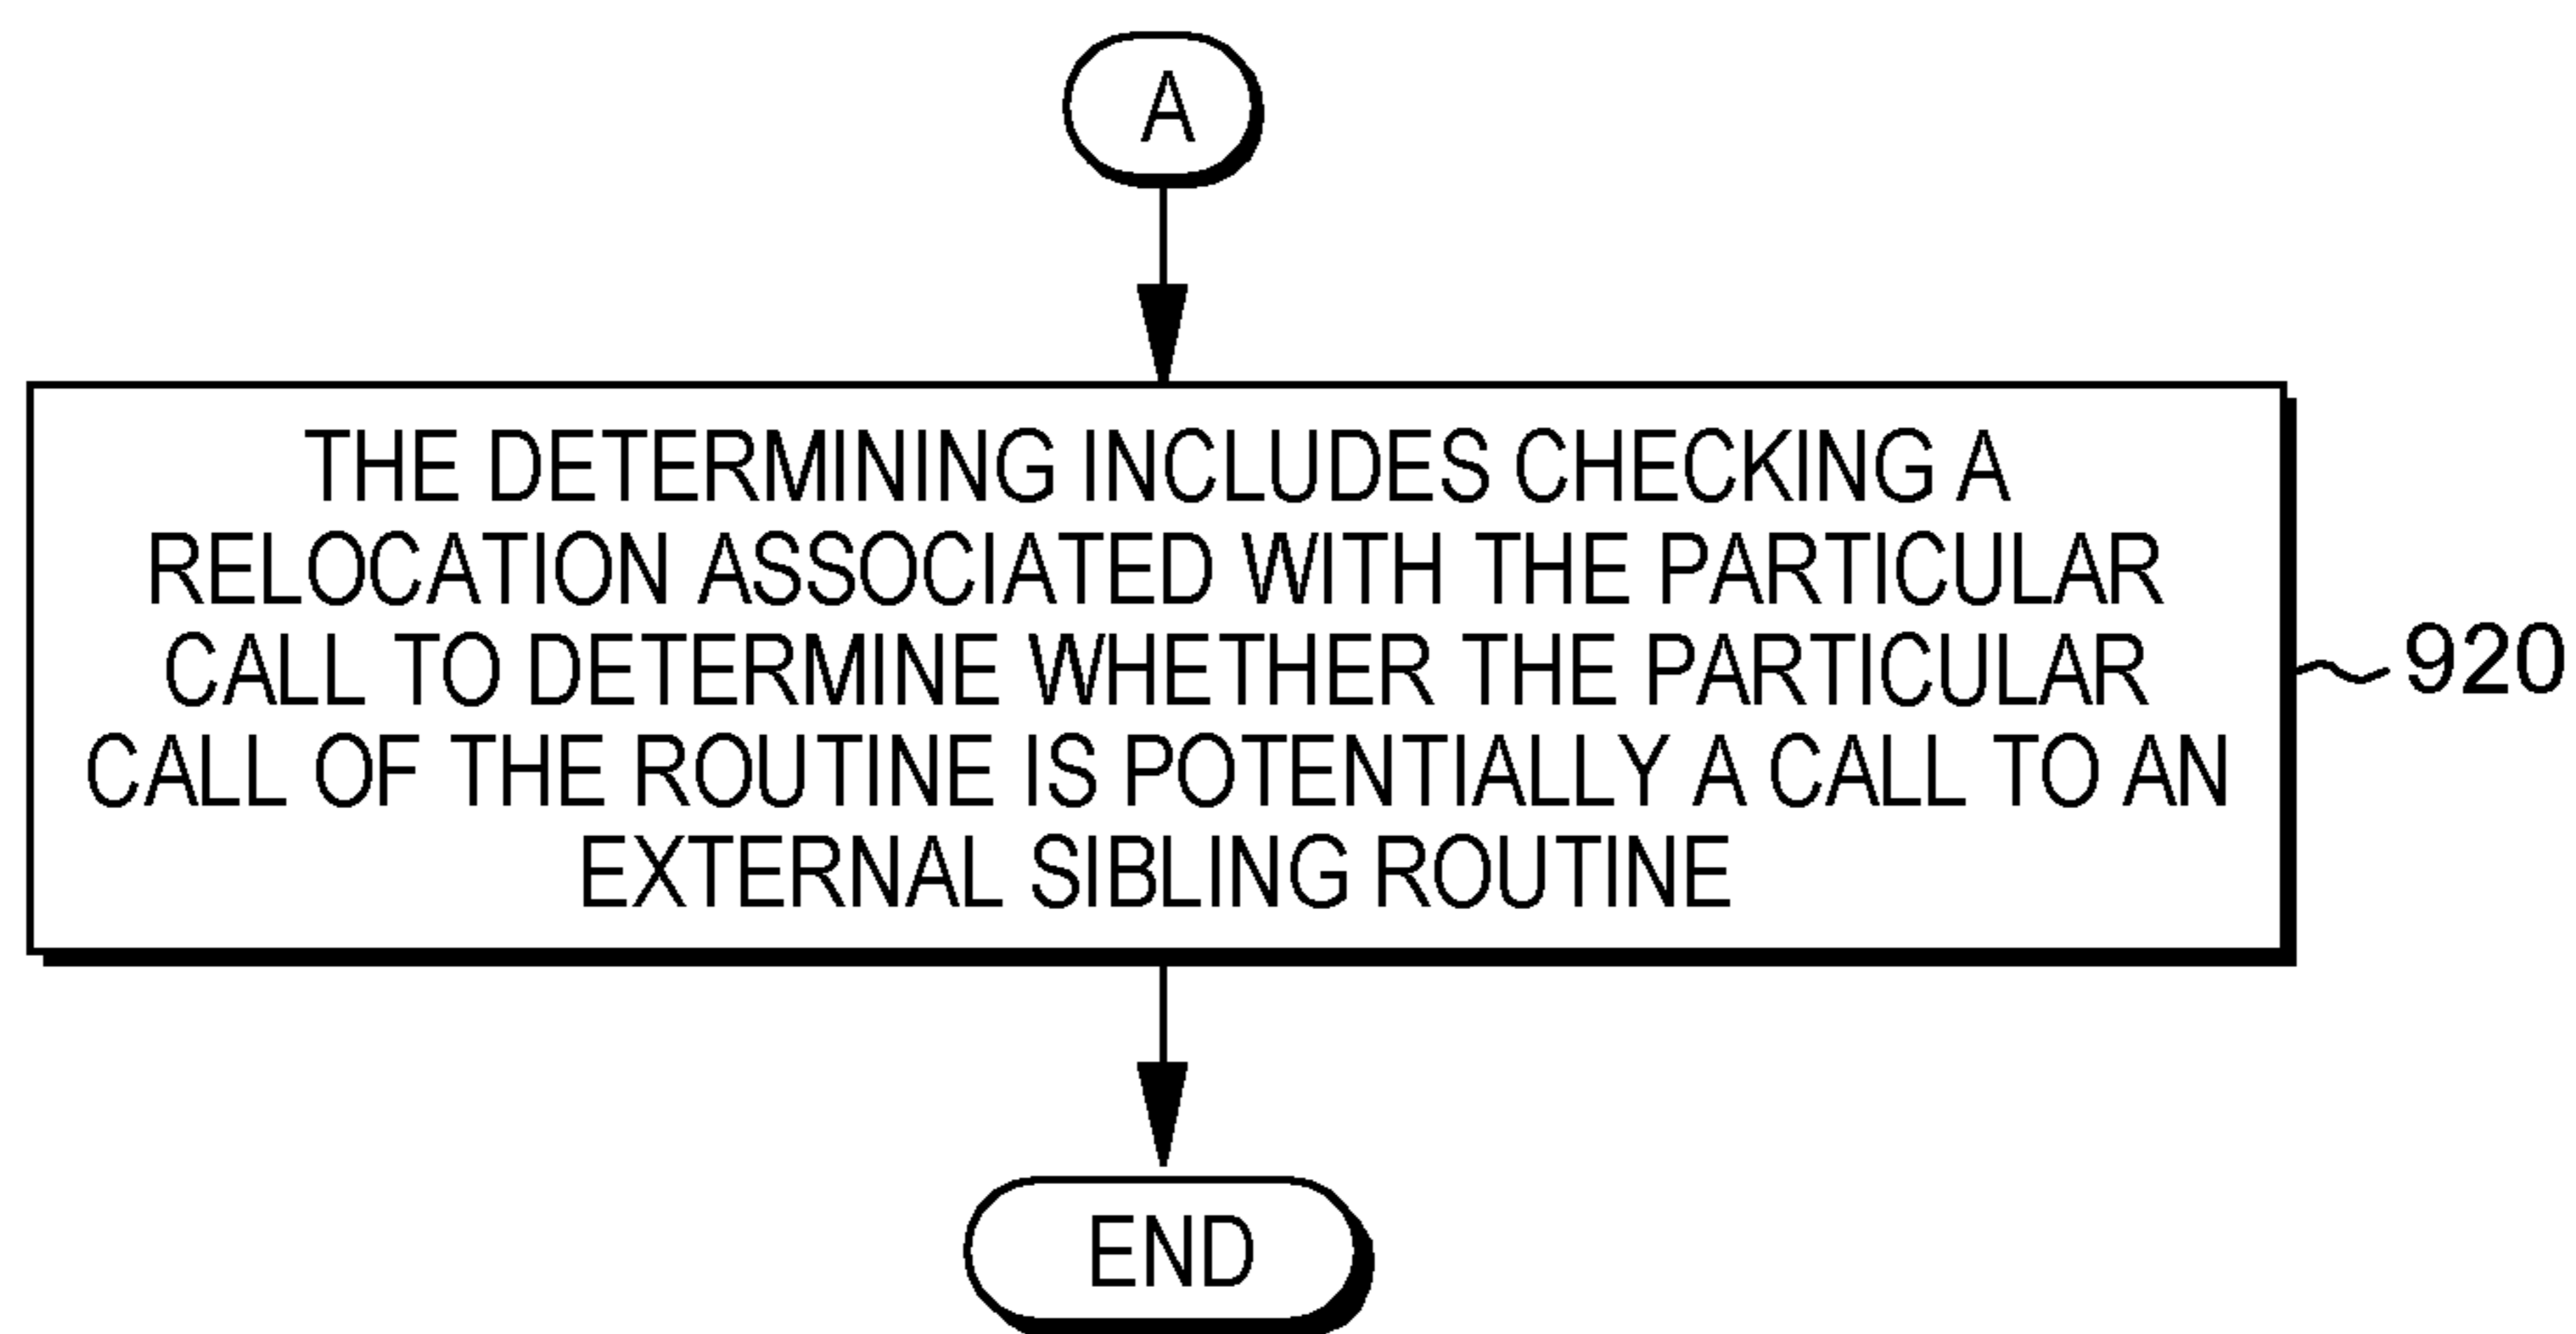 A
THE DETERMINING INCLUDES CHECKING A
RELOCATION ASSOCIATED WITH THE PARTICULAR
CALL TO DETERMINE WHETHER THE PARTICULAR
CALL OF THE ROUTINE IS POTENTIALLY A CALL TO AN
EXTERNAL SIBLING ROUTINE
920
END